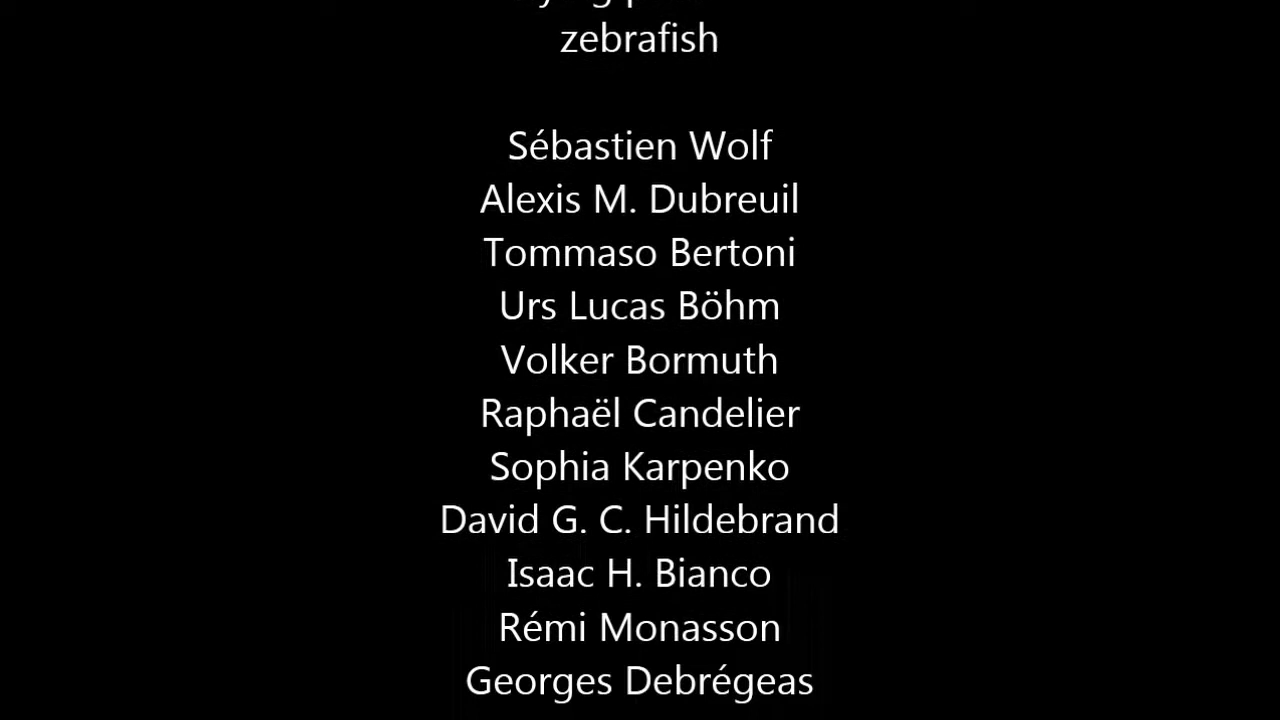 zebrafish
Sébastien Wolf
Alexis M. Dubreuil
Tommaso Bertoni
Urs Lucas Böhm
Volker Bormuth
Raphaël Candelier
Sophia Karpenko
David G. C. Hildebrand
Isaac H. Bianco
Rémi Monasson
Georges Debrégeas